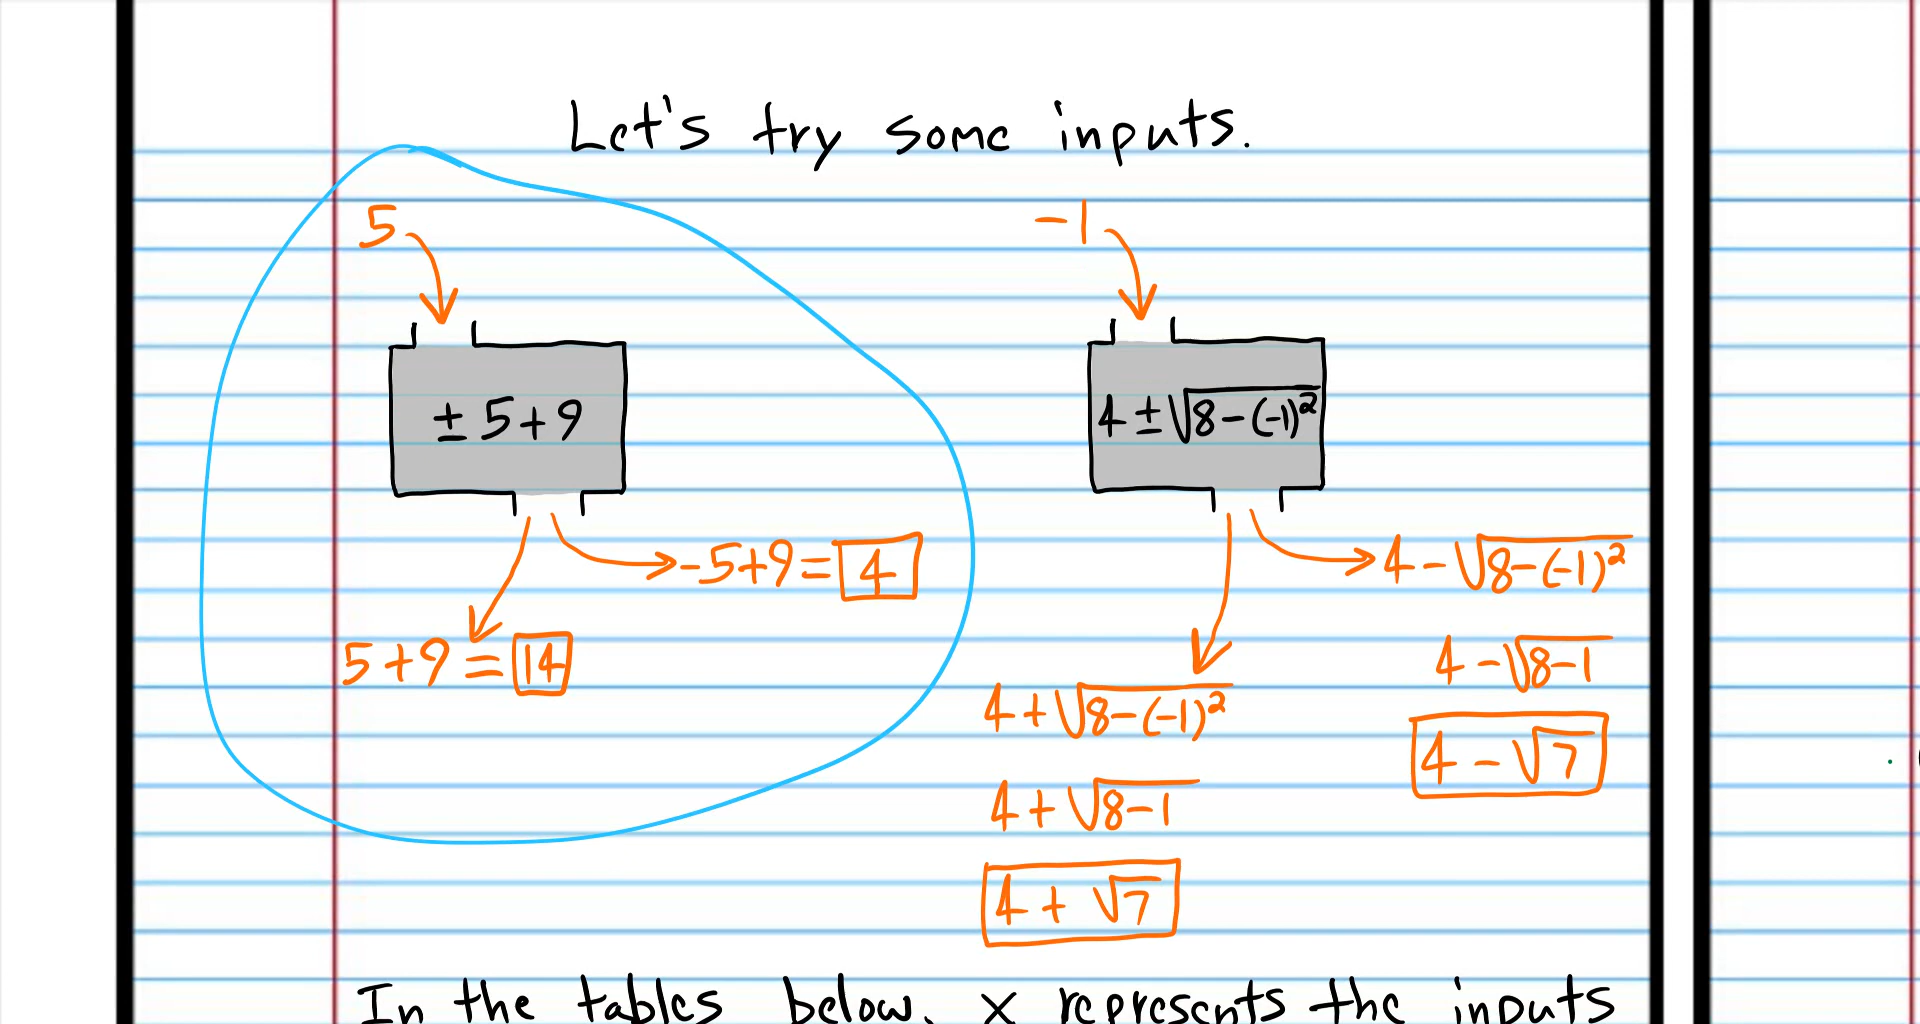 Let's try some inputs.
5
± 5+9
-5+9 = 4
5+9 = 14
-1
4 ± √8-(-1)²
4 - √8-(-1)²
4 - √8-1
4 - √7
4 + √8-(-1)²
4 + √8-1
4 + √7
In the tables below, x represents the inputs